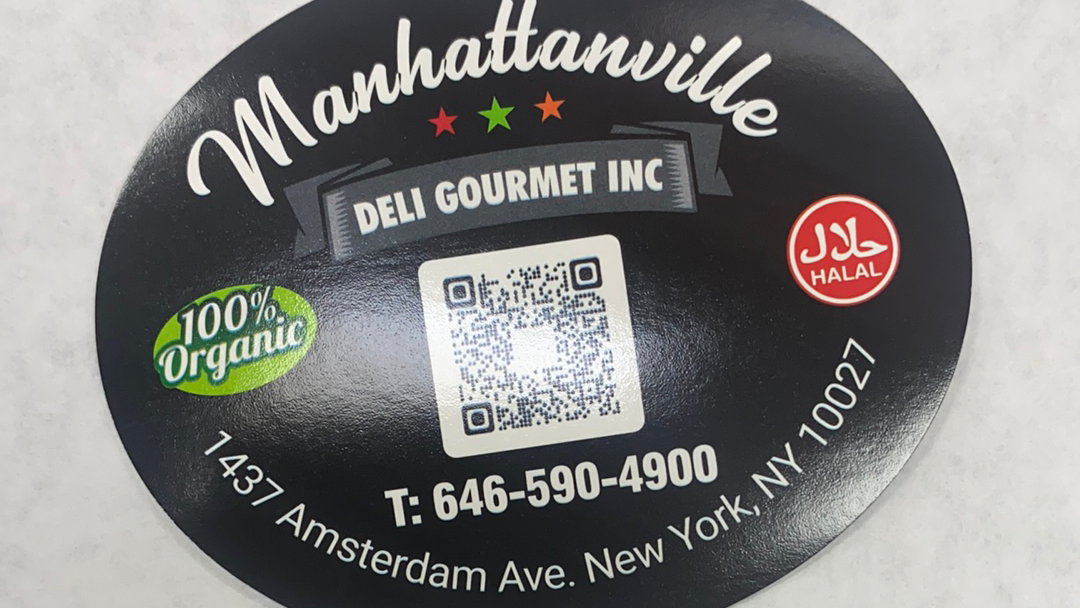 Manhattanville
DELI GOURMET INC
حلال
HALAL
100%
Organic
T: 646-590-4900
1437 Amsterdam Ave. New York, NY 10027